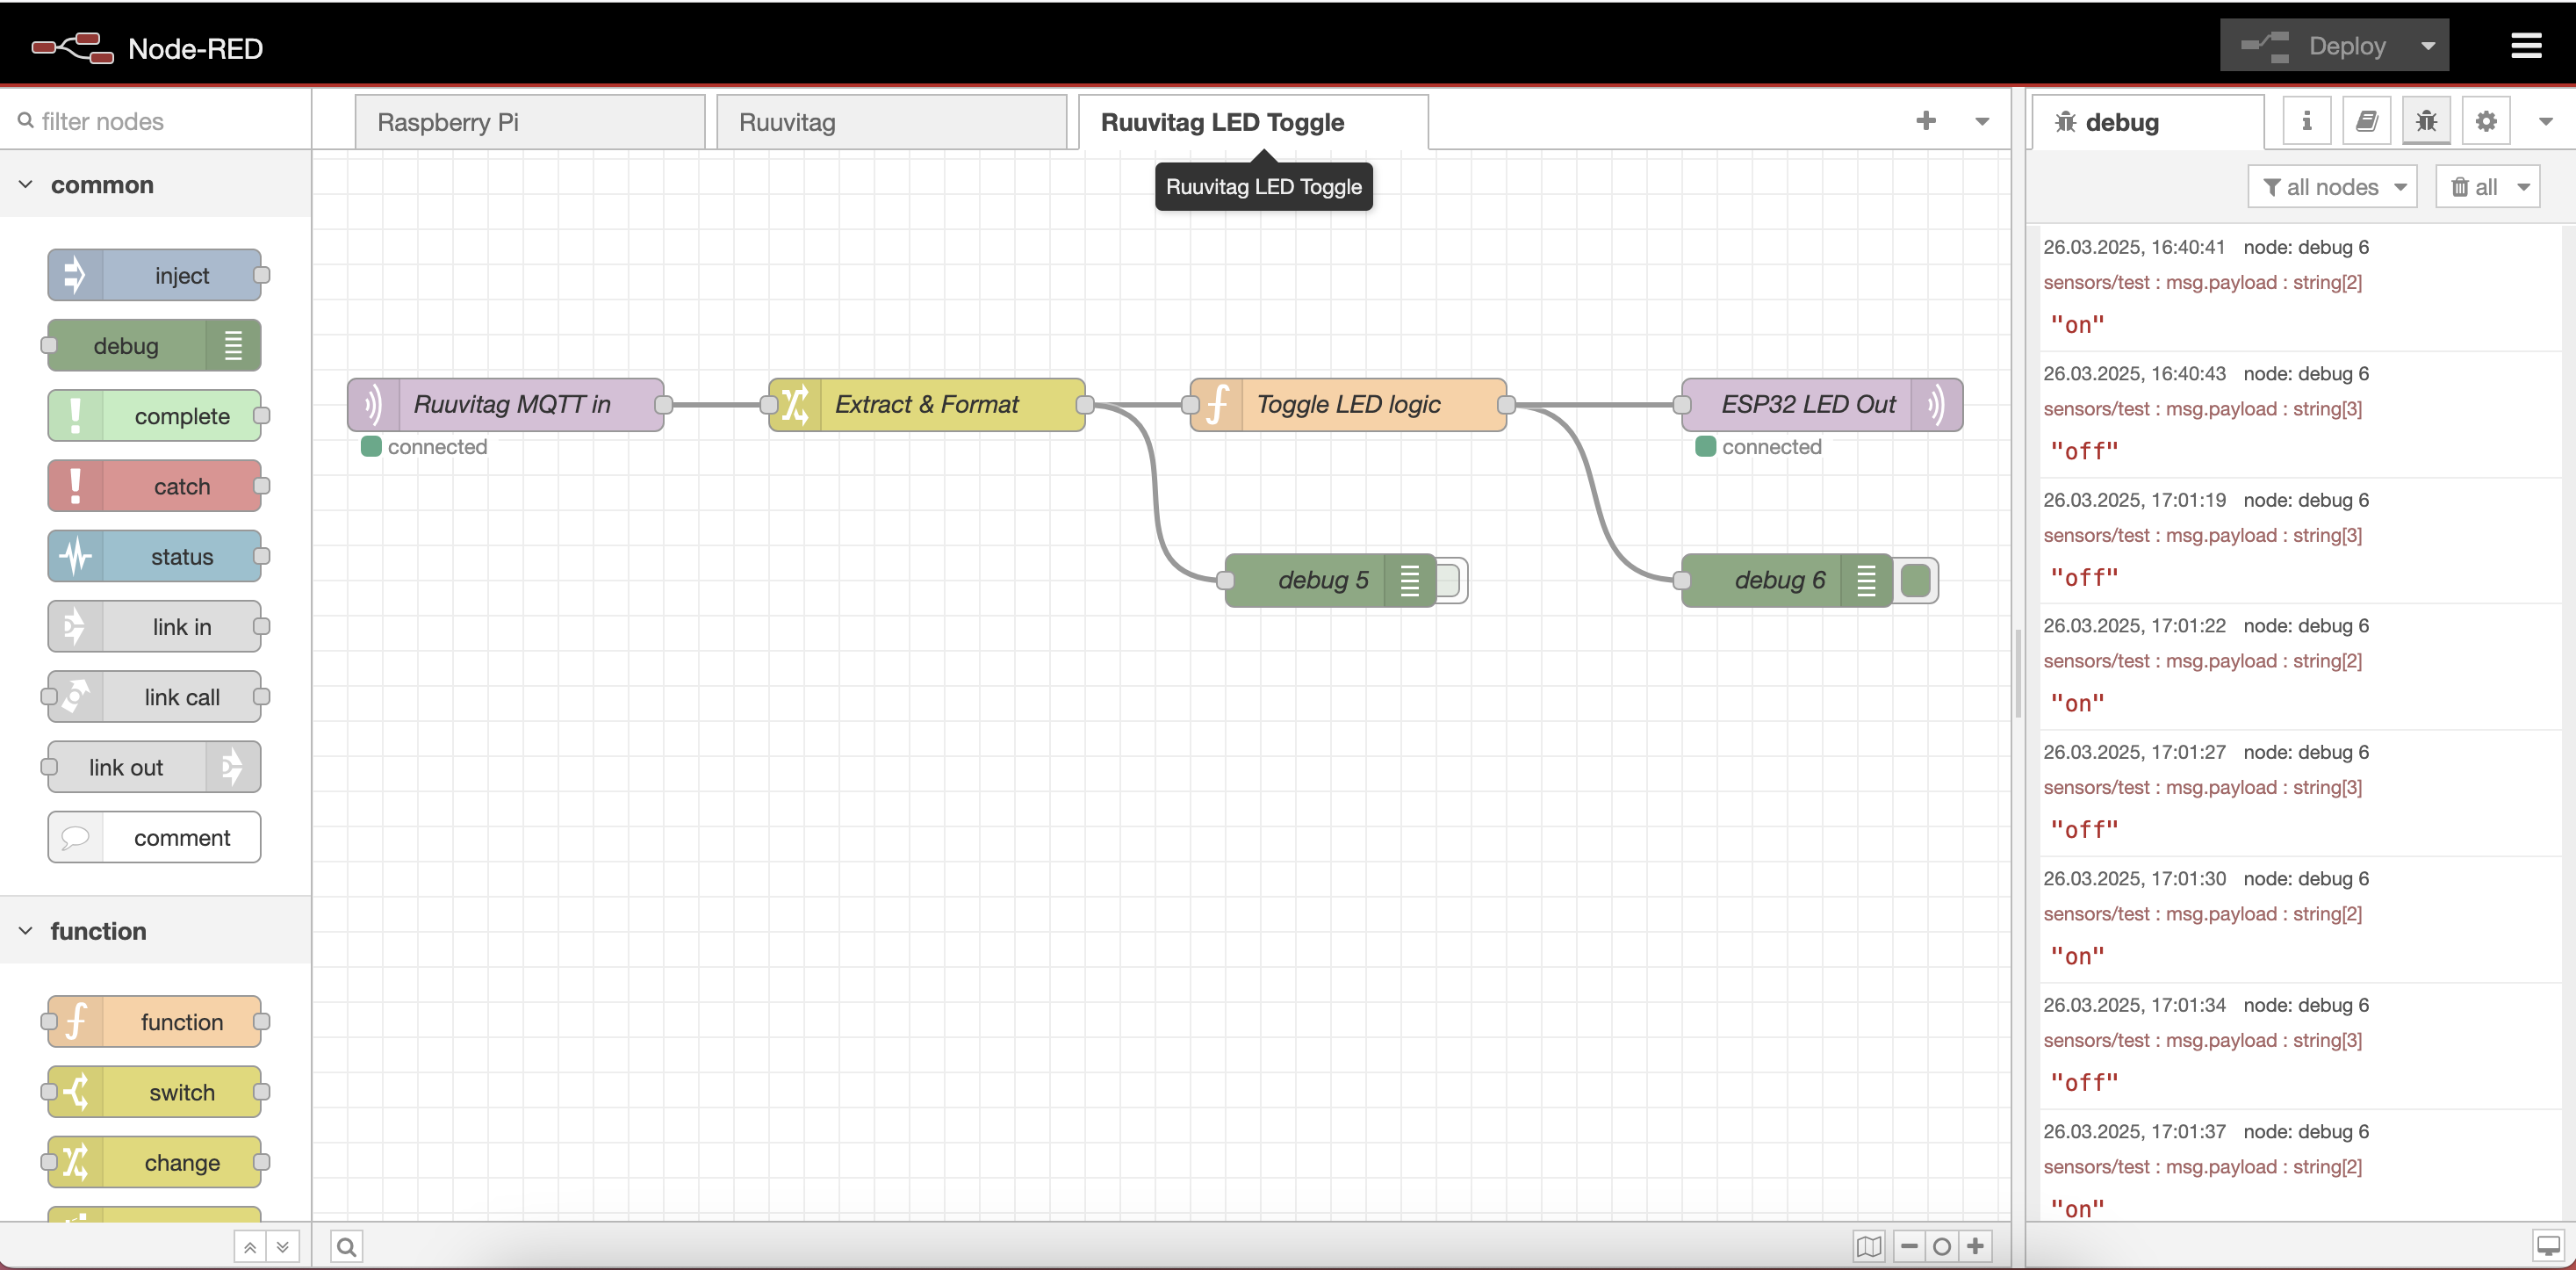 Node-RED
Deploy
filter nodes
Raspberry Pi
Ruuvitag
Ruuvitag LED Toggle
debug
Ruuvitag LED Toggle
all nodes
all
common
inject
debug
complete
catch
status
link in
link call
link out
comment
function
function
switch
change
Ruuvitag MQTT in
connected
Extract & Format
Toggle LED logic
ESP32 LED Out
connected
debug 5
debug 6
26.03.2025, 16:40:41 node: debug 6
sensors/test : msg.payload : string[2]
"on"
26.03.2025, 16:40:43 node: debug 6
sensors/test : msg.payload : string[3]
"off"
26.03.2025, 17:01:19 node: debug 6
sensors/test : msg.payload : string[3]
"off"
26.03.2025, 17:01:22 node: debug 6
sensors/test : msg.payload : string[2]
"on"
26.03.2025, 17:01:27 node: debug 6
sensors/test : msg.payload : string[3]
"off"
26.03.2025, 17:01:30 node: debug 6
sensors/test : msg.payload : string[2]
"on"
26.03.2025, 17:01:34 node: debug 6
sensors/test : msg.payload : string[3]
"off"
26.03.2025, 17:01:37 node: debug 6
sensors/test : msg.payload : string[2]
"on"